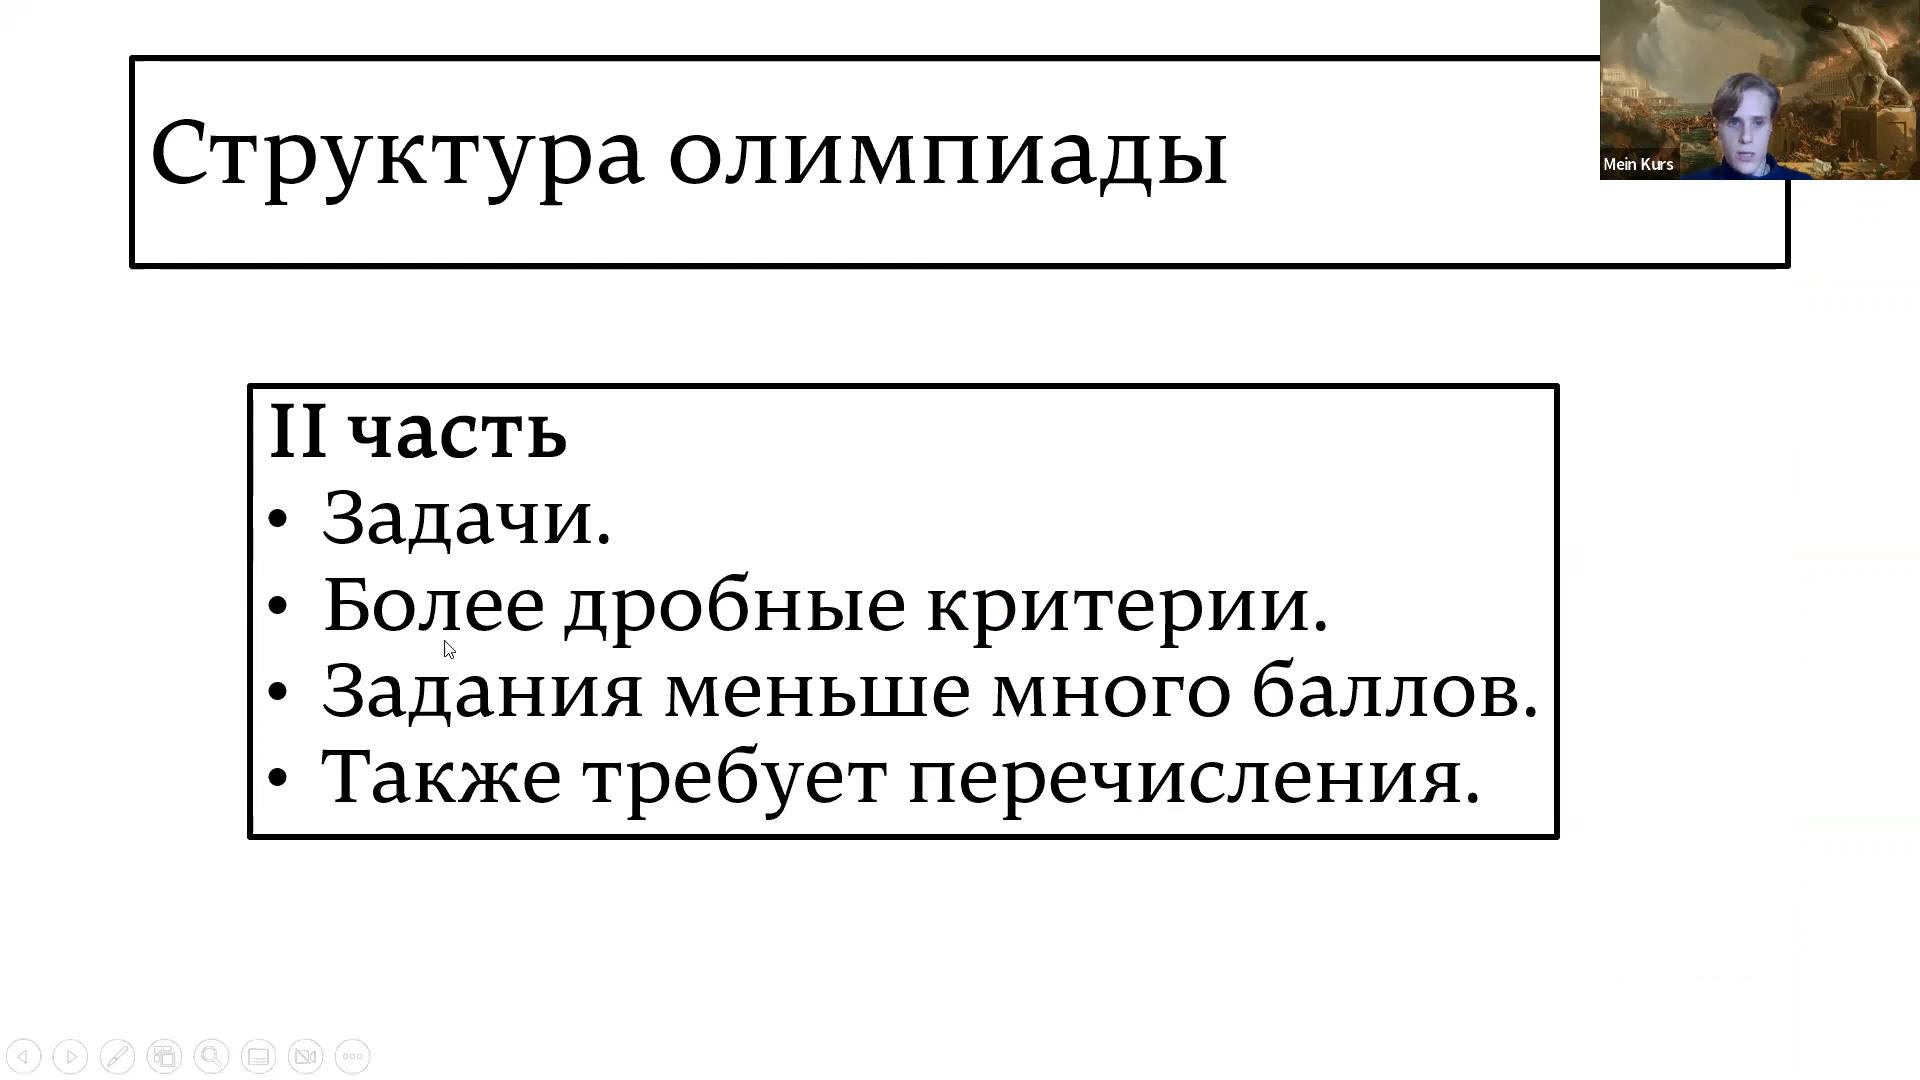 Структура олимпиады
Mein Kurs
II часть
• Задачи.
• Более дробные критерии.
• Задания меньше много баллов.
• Также требует перечисления.